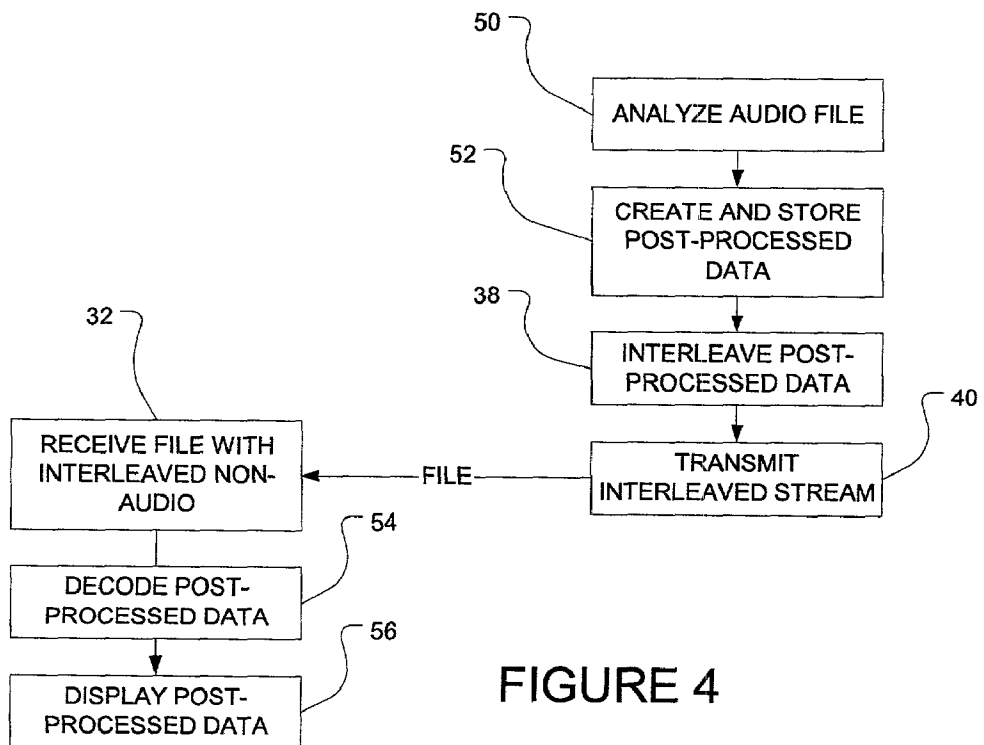 50
ANALYZE AUDIO FILE
52
CREATE AND STORE
POST-PROCESSED
DATA
38
INTERLEAVE POST-
PROCESSED DATA
40
TRANSMIT
INTERLEAVED STREAM
FILE
32
RECEIVE FILE WITH
INTERLEAVED NON-
AUDIO
54
DECODE POST-
PROCESSED DATA
56
DISPLAY POST-
PROCESSED DATA
FIGURE 4